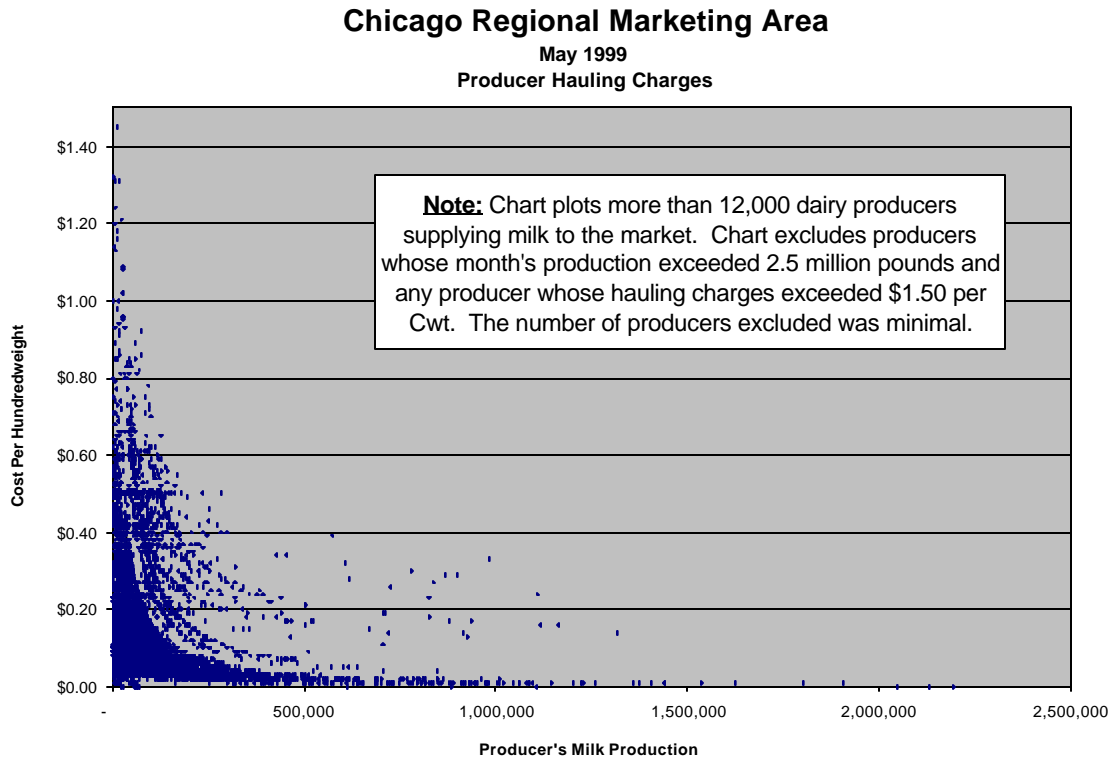 Chicago Regional Marketing Area
May 1999
Producer Hauling Charges
$1.40
$1.20
$1.00
$0.80
$0.60
$0.40
$0.20
$0.00
Cost Per Hundredweight
Note: Chart plots more than 12,000 dairy producers
supplying milk to the market. Chart excludes producers
whose month's production exceeded 2.5 million pounds and
any producer whose hauling charges exceeded $1.50 per
Cwt. The number of producers excluded was minimal.
- 500,000 1,000,000 1,500,000 2,000,000 2,500,000
Producer's Milk Production